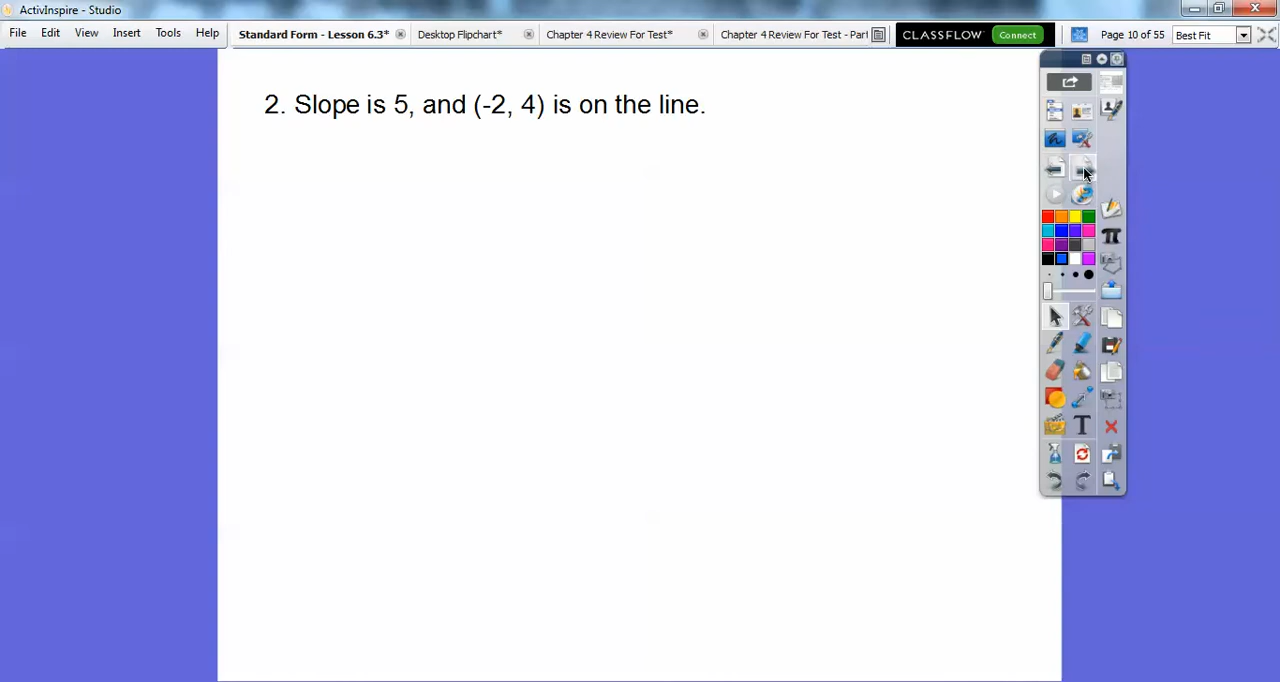 ActivInspire - Studio
File Edit View Insert Tools Help Standard Form - Lesson 6.3* Desktop Flipchart* Chapter 4 Review For Test* Chapter 4 Review For Test - Part CLASSFLOW Connect Page 10 of 55 Best Fit
2. Slope is 5, and (-2, 4) is on the line.